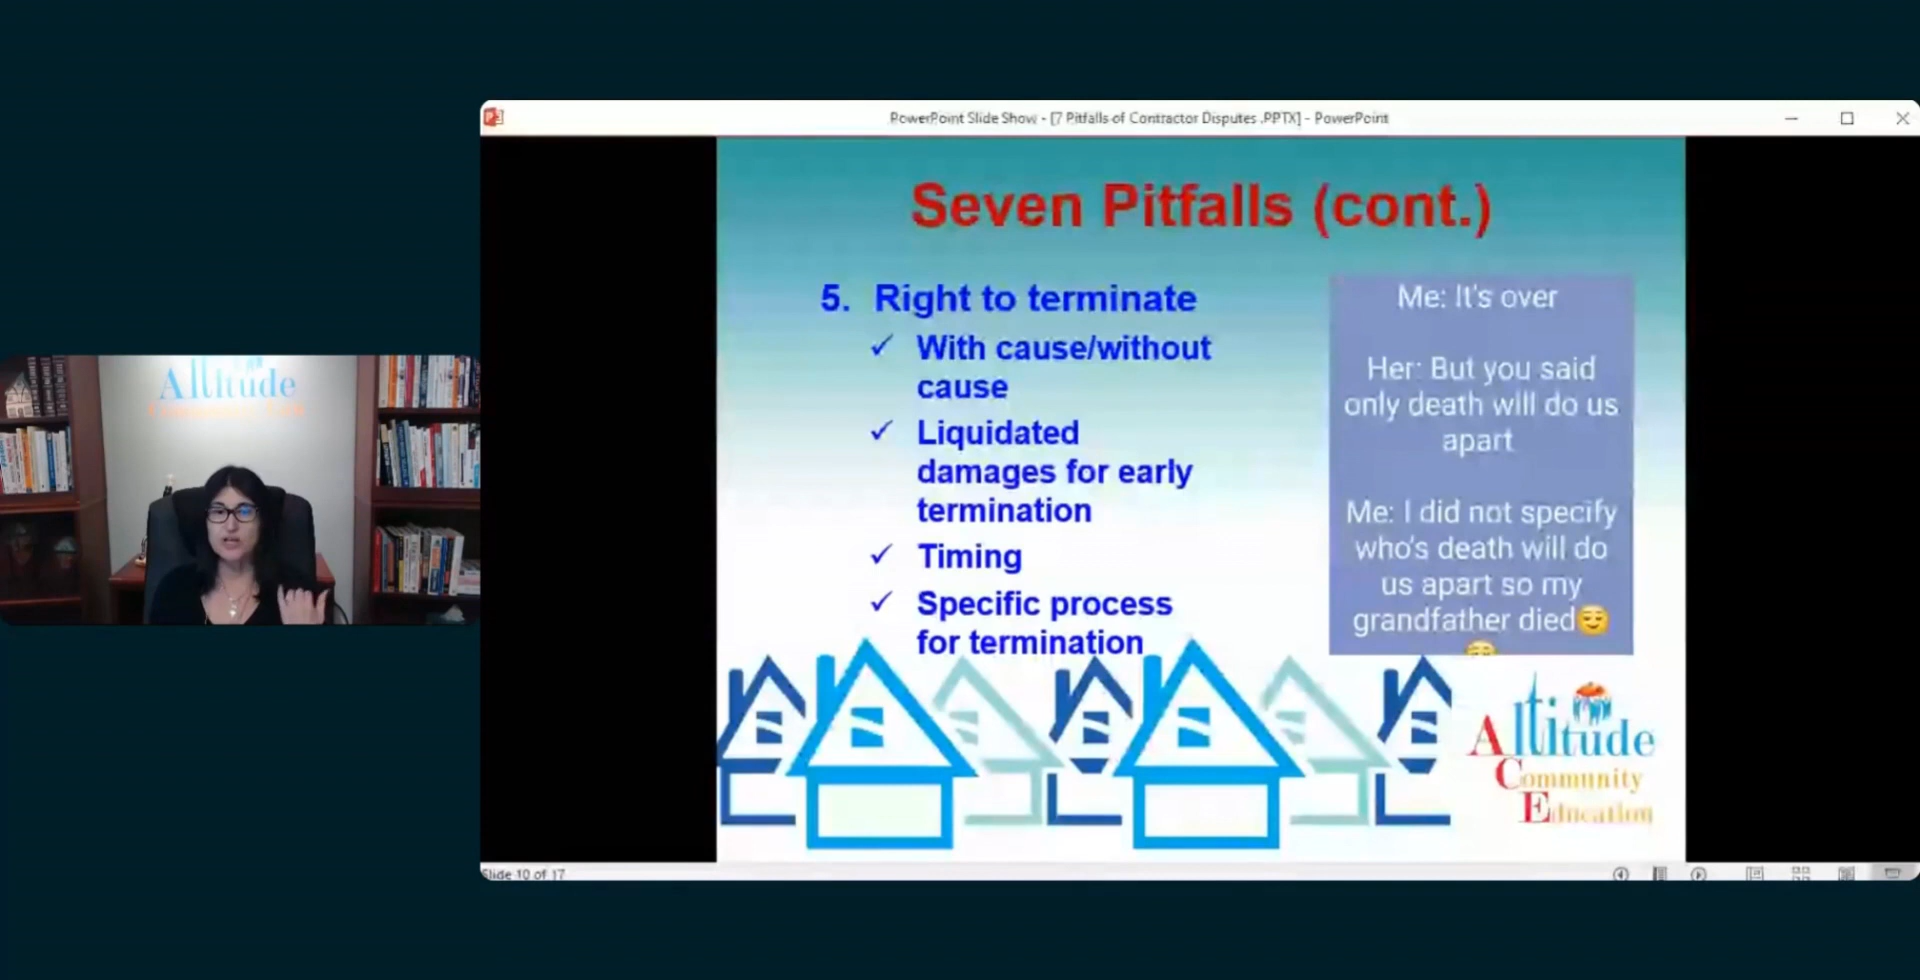 PowerPoint Slide Show - [7 Pitfalls of Contractor Disputes .PPTX] - PowerPoint
Seven Pitfalls (cont.)
5. Right to terminate
✓ With cause/without
cause
✓ Liquidated
damages for early
termination
✓ Timing
✓ Specific process
for termination
Me: It's over
Her: But you said
only death will do us
apart
Me: I did not specify
who's death will do
us apart so my
grandfather died😌
Altitude
Community
Education
Altitude
Slide 10 of 17